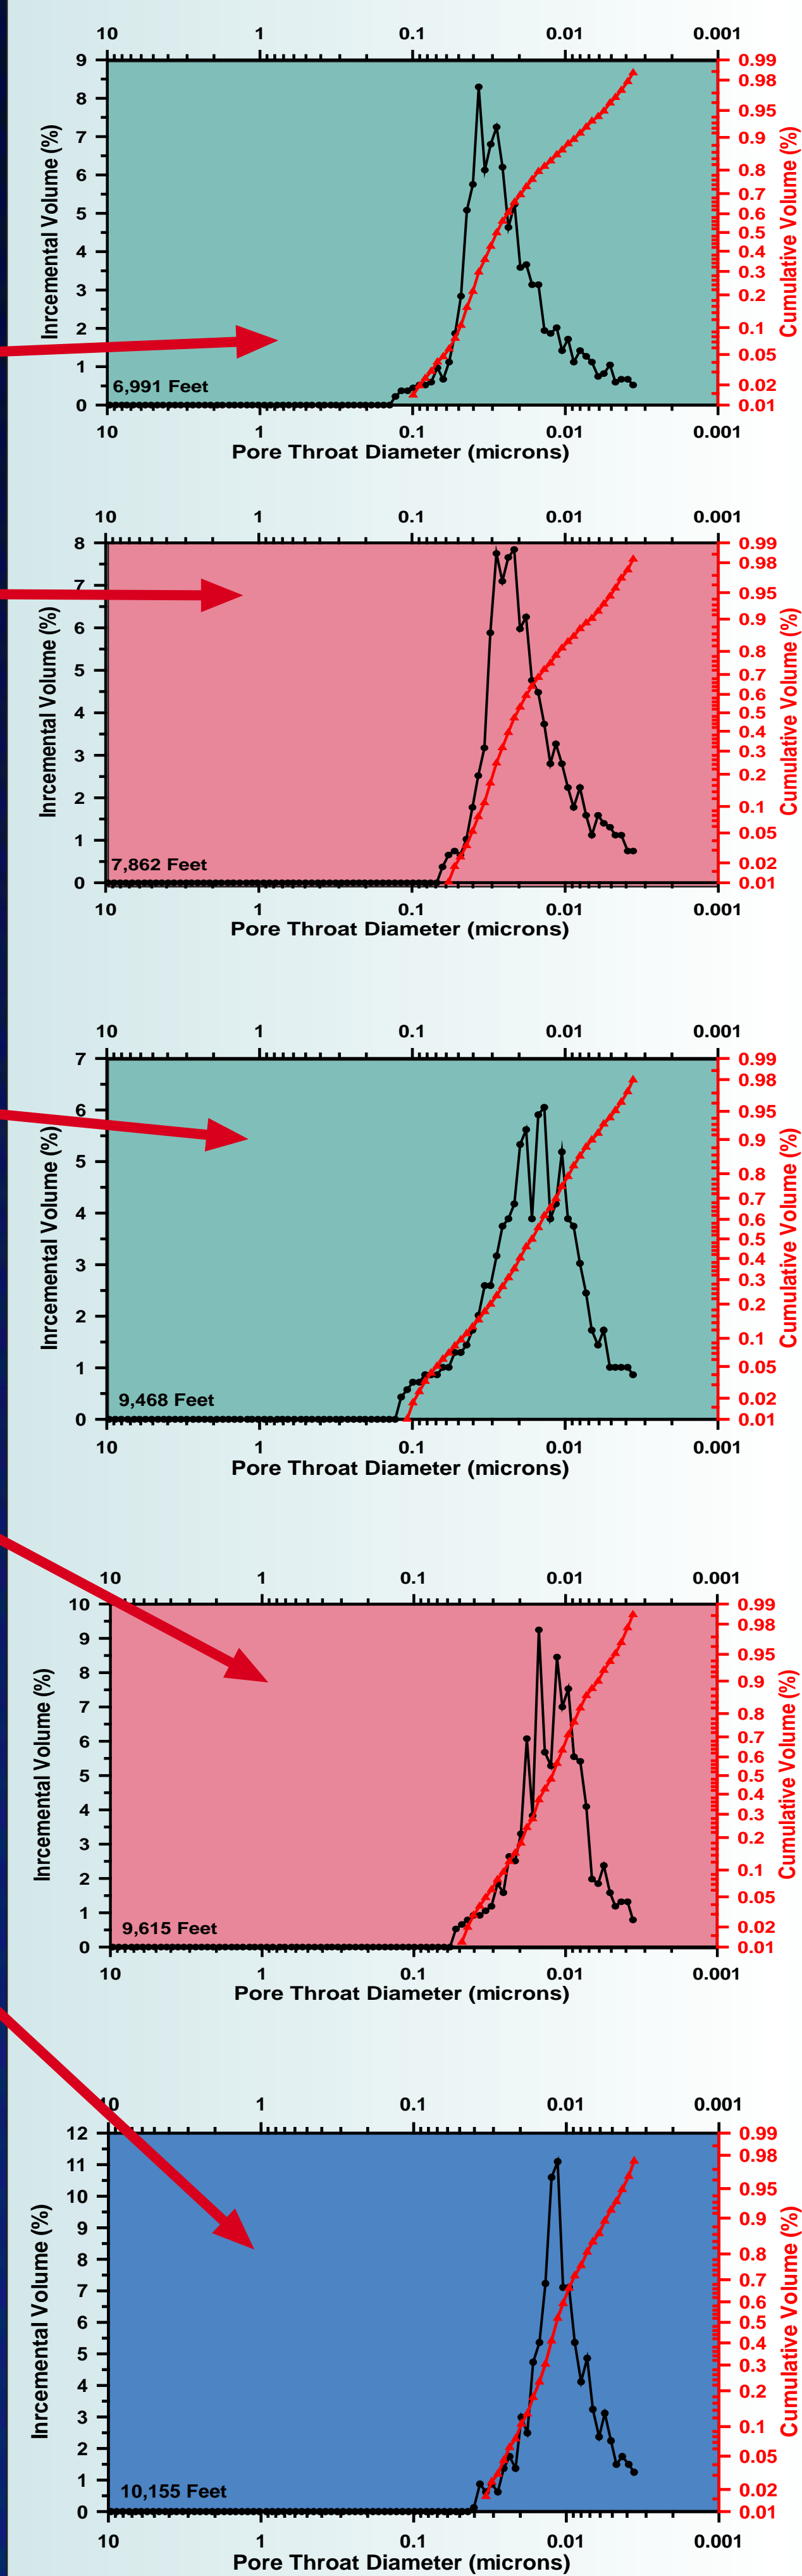 10 1 0.1 0.01 0.001
9 0.99
0.98
8 0.95
7 0.9
6 0.8
5 0.7
0.6
0.5
4 0.4
3 0.3
0.2
2 0.1
1 0.05
0.02
0 0.01
Inrcemental Volume (%)
Cumulative Volume (%)
6,991 Feet
10 1 0.1 0.01 0.001
Pore Throat Diameter (microns)
10 1 0.1 0.01 0.001
8 0.99
0.98
7 0.95
0.9
6 0.8
5 0.7
0.6
4 0.5
0.4
3 0.3
0.2
2 0.1
1 0.05
0.02
0 0.01
Inrcemental Volume (%)
Cumulative Volume (%)
7,862 Feet
10 1 0.1 0.01 0.001
Pore Throat Diameter (microns)
10 1 0.1 0.01 0.001
7 0.99
0.98
6 0.95
0.9
5 0.8
0.7
4 0.6
0.5
0.4
3 0.3
2 0.2
0.1
1 0.05
0.02
0 0.01
Inrcemental Volume (%)
Cumulative Volume (%)
9,468 Feet
10 1 0.1 0.01 0.001
Pore Throat Diameter (microns)
10 1 0.1 0.01 0.001
10 0.99
0.98
9 0.95
8 0.9
7 0.8
6 0.7
0.6
5 0.5
0.4
4 0.3
3 0.2
2 0.1
1 0.05
0.02
0 0.01
Inrcemental Volume (%)
Cumulative Volume (%)
9,615 Feet
10 1 0.1 0.01 0.001
Pore Throat Diameter (microns)
10 1 0.1 0.01 0.001
12 0.99
11 0.98
10 0.95
9 0.9
8 0.8
7 0.7
6 0.6
0.5
5 0.4
4 0.3
0.2
3 0.1
2 0.05
1 0.02
0 0.01
Inrcemental Volume (%)
Cumulative Volume (%)
10,155 Feet
10 1 0.1 0.01 0.001
Pore Throat Diameter (microns)